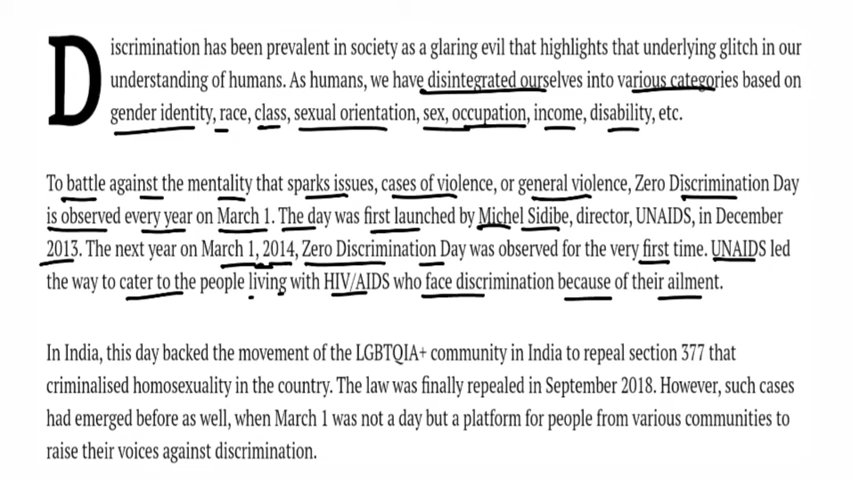 Discrimination has been prevalent in society as a glaring evil that highlights that underlying glitch in our
understanding of humans. As humans, we have disintegrated ourselves into various categories based on
gender identity, race, class, sexual orientation, sex, occupation, income, disability, etc.
To battle against the mentality that sparks issues, cases of violence, or general violence, Zero Discrimination Day
is observed every year on March 1. The day was first launched by Michel Sidibe, director, UNAIDS, in December
2013. The next year on March 1, 2014, Zero Discrimination Day was observed for the very first time. UNAIDS led
the way to cater to the people living with HIV/AIDS who face discrimination because of their ailment.
In India, this day backed the movement of the LGBTQIA+ community in India to repeal section 377 that
criminalised homosexuality in the country. The law was finally repealed in September 2018. However, such cases
had emerged before as well, when March 1 was not a day but a platform for people from various communities to
raise their voices against discrimination.